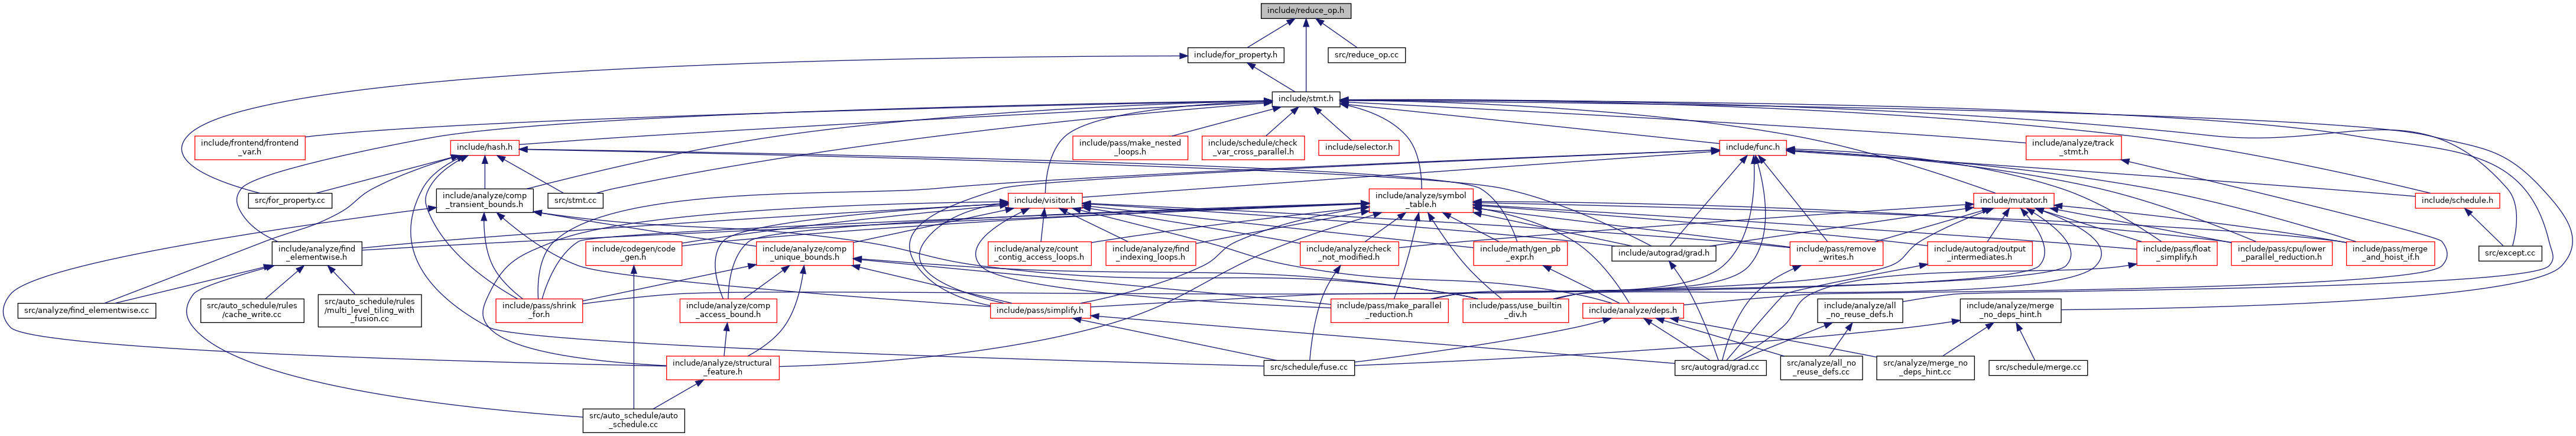 include/reduce_op.h
include/for_property.h
src/reduce_op.cc
include/stmt.h
include/frontend/frontend
_var.h
include/hash.h
include/pass/make_nested
_loops.h
include/schedule/check
_var_cross_parallel.h
include/selector.h
include/func.h
include/analyze/track
_stmt.h
src/for_property.cc
include/analyze/comp
_transient_bounds.h
src/stmt.cc
include/visitor.h
include/analyze/symbol
_table.h
include/mutator.h
include/schedule.h
include/analyze/find
_elementwise.h
include/codegen/code
_gen.h
include/analyze/comp
_unique_bounds.h
include/analyze/count
_contig_access_loops.h
include/analyze/find
_indexing_loops.h
include/analyze/check
_not_modified.h
include/math/gen_pb
_expr.h
include/autograd/grad.h
include/pass/remove
_writes.h
include/autograd/output
_intermediates.h
include/pass/float
_simplify.h
include/pass/cpu/lower
_parallel_reduction.h
include/pass/merge
_and_hoist_if.h
src/except.cc
src/analyze/find_elementwise.cc
src/auto_schedule/rules
/cache_write.cc
src/auto_schedule/rules
/multi_level_tiling_with
_fusion.cc
include/pass/shrink
_for.h
include/analyze/comp
_access_bound.h
include/pass/simplify.h
include/pass/make_parallel
_reduction.h
include/pass/use_builtin
_div.h
include/analyze/deps.h
include/analyze/all
_no_reuse_defs.h
include/analyze/merge
_no_deps_hint.h
include/analyze/structural
_feature.h
src/schedule/fuse.cc
src/autograd/grad.cc
src/analyze/all_no
_reuse_defs.cc
src/analyze/merge_no
_deps_hint.cc
src/schedule/merge.cc
src/auto_schedule/auto
_schedule.cc